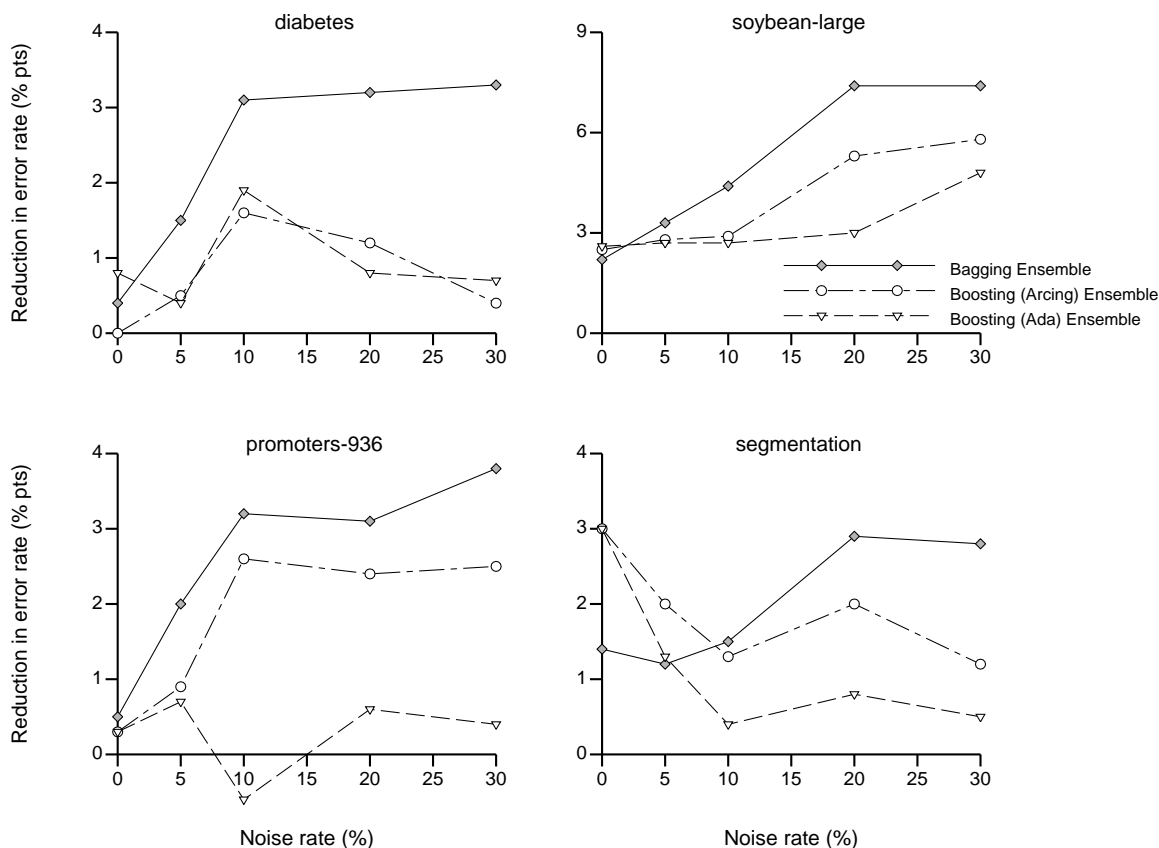 diabetes
Reduction in error rate (% pts)
4
3
2
1
0
0 5 10 15 20 25 30
soybean-large
9
6
3
0
0 5 10 15 20 25 30
Bagging Ensemble
Boosting (Arcing) Ensemble
Boosting (Ada) Ensemble
promoters-936
Reduction in error rate (% pts)
4
3
2
1
0
0 5 10 15 20 25 30
Noise rate (%)
segmentation
4
3
2
1
0
0 5 10 15 20 25 30
Noise rate (%)